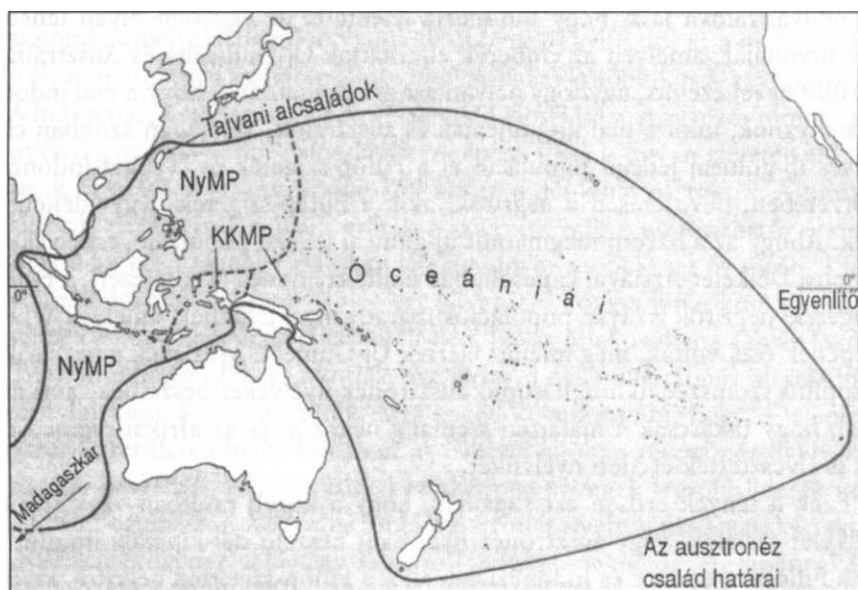 Tajvani alcsaládok
NyMP
KKMP
Óceániai
0°
0°
Egyenlítő
NyMP
Madagaszkár
Az ausztronéz
család határai